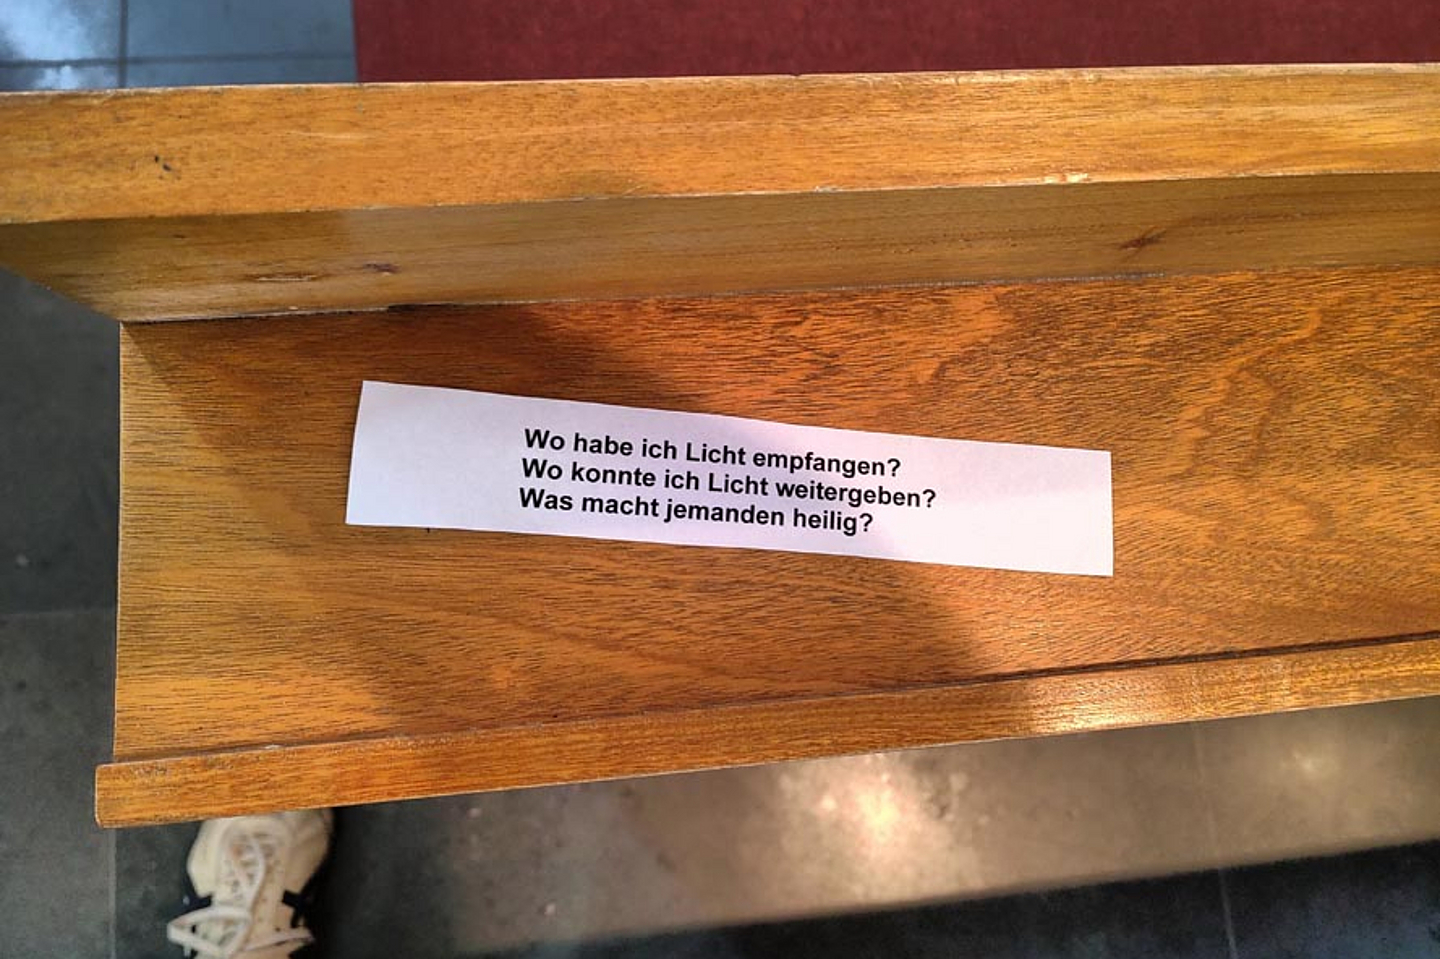 Wo habe ich Licht empfangen?
Wo konnte ich Licht weitergeben?
Was macht jemanden heilig?